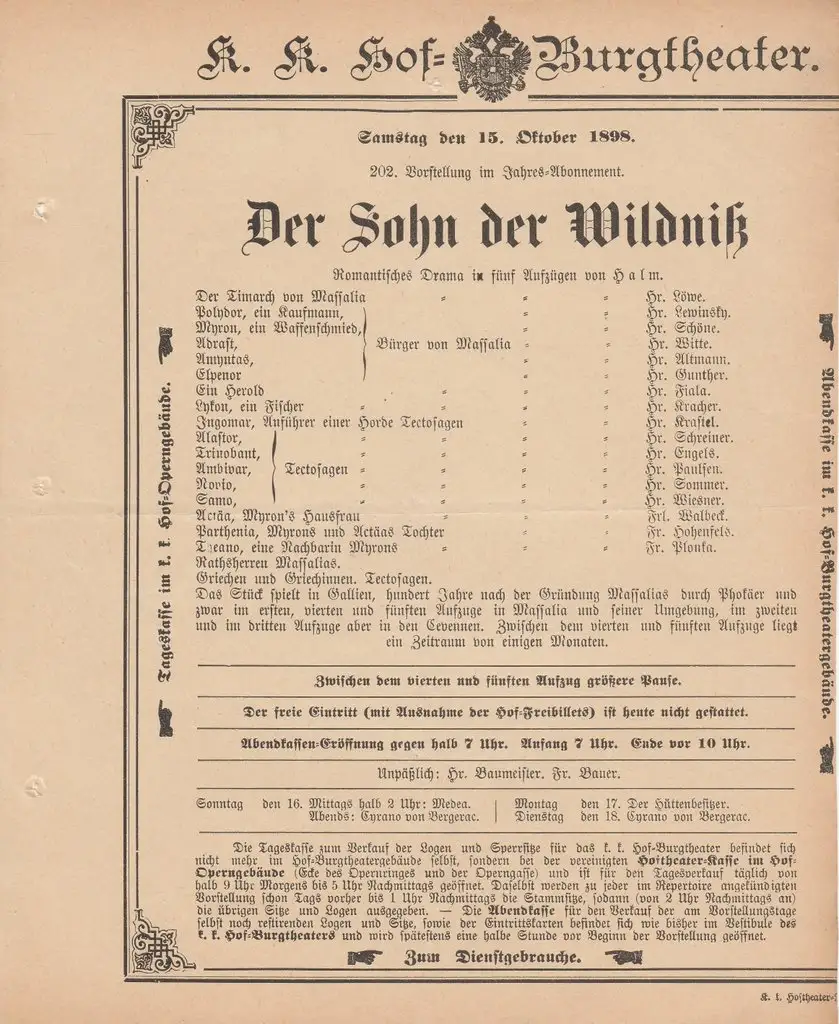 K. K. Hof-Burgtheater.
Samstag den 15. Oktober 1898.
202. Vorstellung im Jahres-Abonnement.
Der Sohn der Wildniß
Romantisches Drama in fünf Aufzügen von Halm.
Der Timarch von Massalia = = = Hr. Löwe.
Polydor, ein Kaufmann, = = Hr. Lewinsky.
Myron, ein Waffenschmied, = = Hr. Schöne.
Adrast, Bürger von Massalia = = Hr. Witte.
Amyntas, = = Hr. Altmann.
Elpenor = = Hr. Gunther.
Ein Herold = = = Hr. Fiala.
Lykon, ein Fischer = = = = Hr. Kracher.
Ingomar, Anführer einer Horde Tectosagen = = Hr. Krastel.
Alastor, = = = = Hr. Schreiner.
Trinobant, = = = = Hr. Engels.
Ambivar, Tectosagen = = = = Hr. Paulsen.
Novio, = = = = Hr. Sommer.
Samo, = = = = Hr. Wiesner.
Actäa, Myron's Hausfrau = = = Frl. Walbeck.
Parthenia, Myrons und Actäas Tochter = = = Fr. Hohenfels.
Theano, eine Nachbarin Myrons = = = Fr. Plonka.
Rathsherren Massalias.
Griechen und Griechinnen. Tectosagen.
Das Stück spielt in Gallien, hundert Jahre nach der Gründung Massalias durch Phokäer und
zwar im ersten, vierten und fünften Aufzuge in Massalia und seiner Umgebung, im zweiten
und im dritten Aufzuge aber in den Cevennen. Zwischen dem vierten und fünften Aufzuge liegt
ein Zeitraum von einigen Monaten.
Zwischen dem vierten und fünften Aufzug größere Pause.
Der freie Eintritt (mit Ausnahme der Hof-Freibillets) ist heute nicht gestattet.
Abendkassen-Eröffnung gegen halb 7 Uhr. Anfang 7 Uhr. Ende vor 10 Uhr.
Unpäßlich: Hr. Baumeister. Fr. Bauer.
Sonntag den 16. Mittags halb 2 Uhr: Medea.
Abends: Cyrano von Bergerac.
Montag den 17. Der Hüttenbesitzer.
Dienstag den 18. Cyrano von Bergerac.
Die Tageskasse zum Verkauf der Logen und Sperrsitze für das k. k. Hof-Burgtheater befindet sich
nicht mehr im Hof-Burgtheatergebäude selbst, sondern bei der vereinigten Hoftheater-Kasse im Hof-
Operngebäude (Ecke des Opernringes und der Operngasse) und ist für den Tagesverkauf täglich von
halb 9 Uhr Morgens bis 5 Uhr Nachmittags geöffnet. Daselbst werden zu jeder im Repertoire angekündigten
Vorstellung schon Tags vorher bis 1 Uhr Nachmittags die Stammsitze, sodann (von 2 Uhr Nachmittags an)
die übrigen Sitze und Logen ausgegeben. — Die Abendkasse für den Verkauf der am Vorstellungstage
selbst noch restirenden Logen und Sitze, sowie der Eintrittskarten befindet sich wie bisher im Vestibule des
k. k. Hof-Burgtheaters und wird spätestens eine halbe Stunde vor Beginn der Vorstellung geöffnet.
Zum Dienstgebrauche.
Tageskasse im k. k. Hof-Operngebäude.
Abendkasse im k. k. Hof-Burgtheatergebäude.
K. k. Hoftheater-